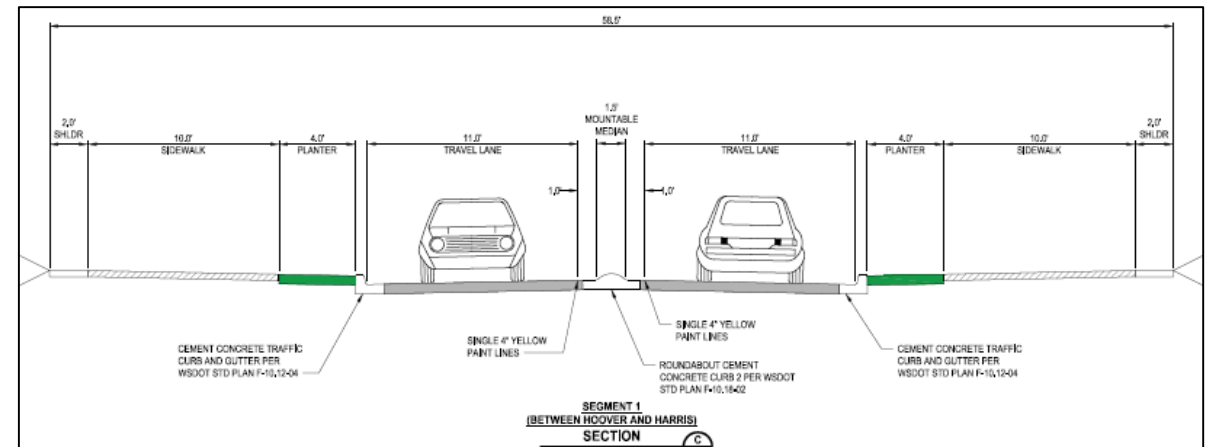 58.5'
2.0'
SHLDR
10.0'
SIDEWALK
4.0'
PLANTER
11.0'
TRAVEL LANE
1.5'
MOUNTABLE
MEDIAN
11.0'
TRAVEL LANE
4.0'
PLANTER
10.0'
SIDEWALK
2.0'
SHLDR
1.0'
1.0'
CEMENT CONCRETE TRAFFIC
CURB AND GUTTER PER
WSDOT STD PLAN F-10.12-04
SINGLE 4" YELLOW
PAINT LINES
SINGLE 4" YELLOW
PAINT LINES
ROUNDABOUT CEMENT
CONCRETE CURB 2 PER WSDOT
STD PLAN F-10.18-02
CEMENT CONCRETE TRAFFIC
CURB AND GUTTER PER
WSDOT STD PLAN F-10.12-04
SEGMENT 1
(BETWEEN HOOVER AND HARRIS)
SECTION
C